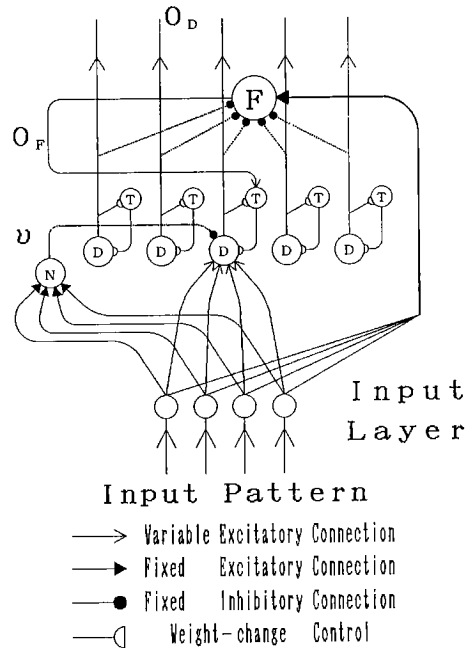 O_D
F
O_F
T T T T T
υ
D D D D D
N
Input
Layer
Input Pattern
Variable Excitatory Connection
Fixed Excitatory Connection
Fixed Inhibitory Connection
Weight-change Control